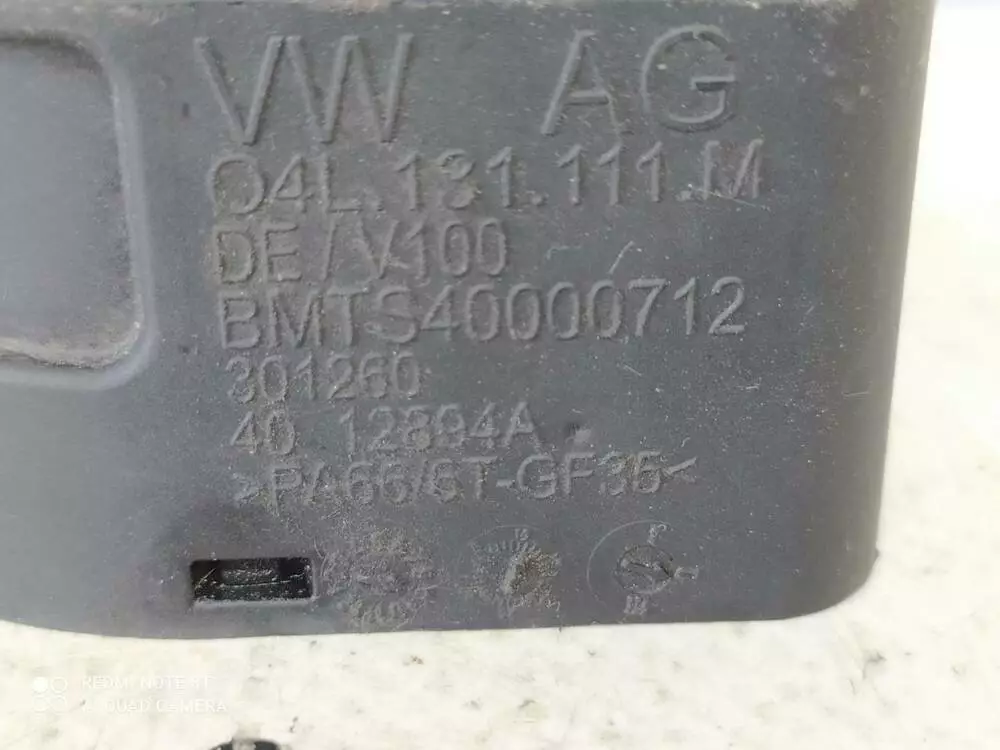 VW AG
O4L.131.111.M
DE / V100
BMTS40000712
301260
40 12894A
>PA66/6T-GF35<
REDMI NOTE 8T
AI QUAD CAMERA